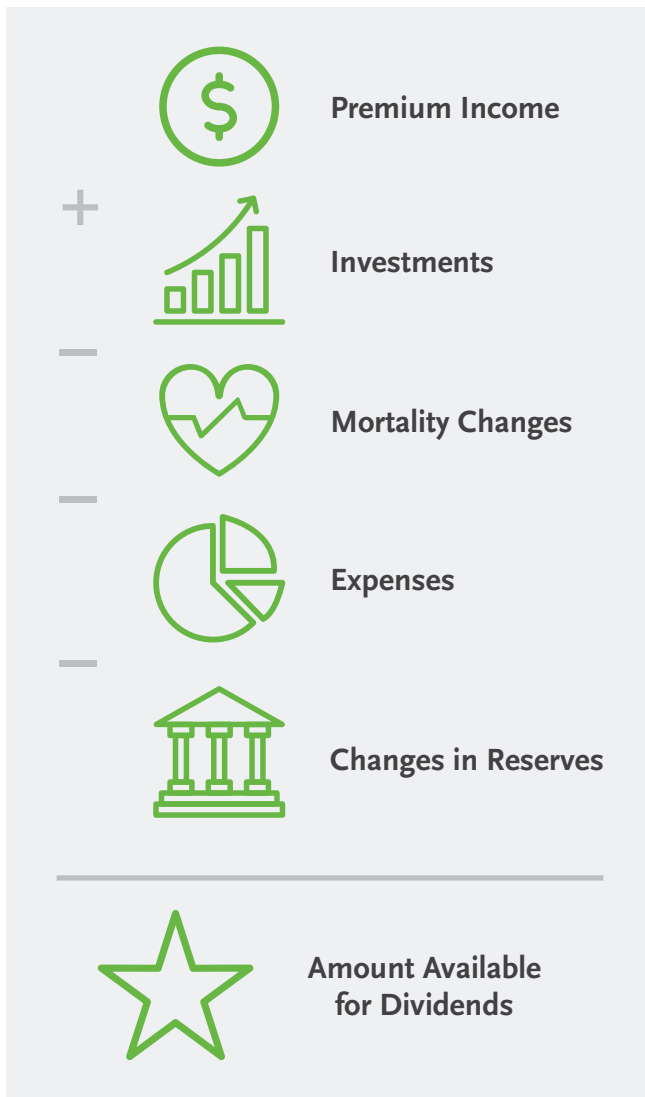 $
Premium Income
+
Investments
−
Mortality Changes
−
Expenses
−
Changes in Reserves
Amount Available
for Dividends